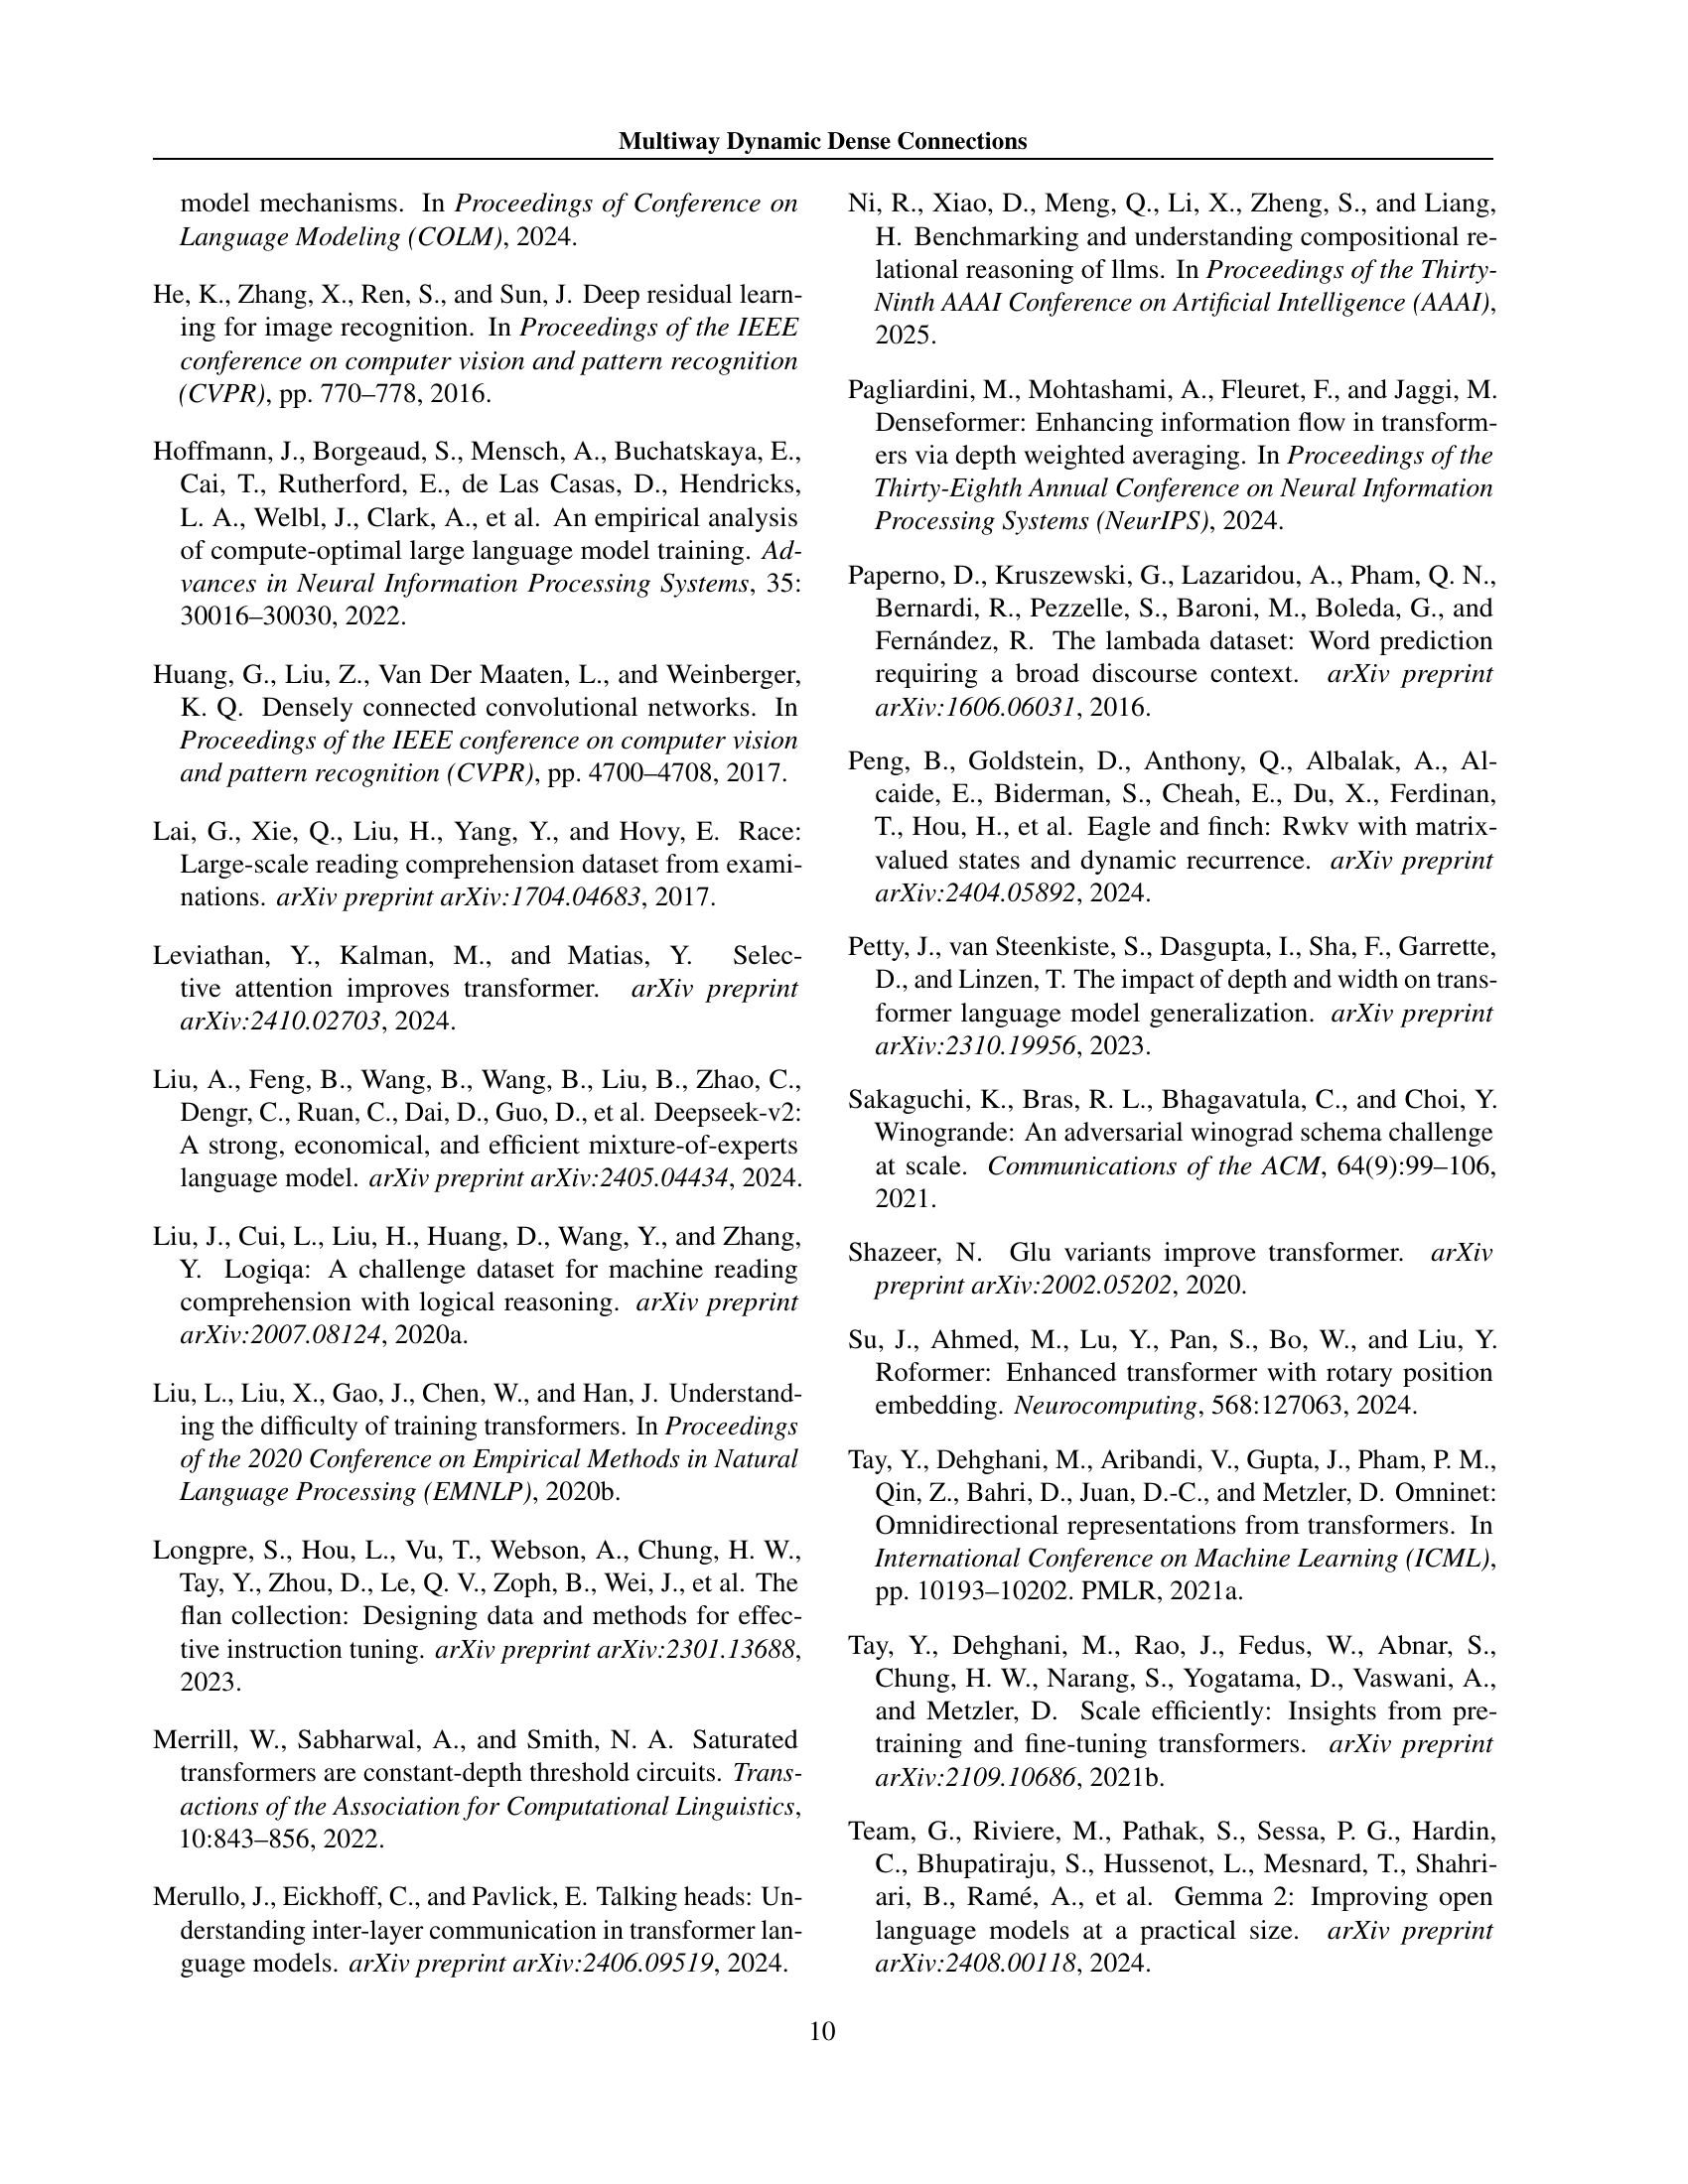 Multiway Dynamic Dense Connections
model mechanisms. In Proceedings of Conference on
Language Modeling (COLM), 2024.
He, K., Zhang, X., Ren, S., and Sun, J. Deep residual learn-
ing for image recognition. In Proceedings of the IEEE
conference on computer vision and pattern recognition
(CVPR), pp. 770–778, 2016.
Hoffmann, J., Borgeaud, S., Mensch, A., Buchatskaya, E.,
Cai, T., Rutherford, E., de Las Casas, D., Hendricks,
L. A., Welbl, J., Clark, A., et al. An empirical analysis
of compute-optimal large language model training. Ad-
vances in Neural Information Processing Systems, 35:
30016–30030, 2022.
Huang, G., Liu, Z., Van Der Maaten, L., and Weinberger,
K. Q. Densely connected convolutional networks. In
Proceedings of the IEEE conference on computer vision
and pattern recognition (CVPR), pp. 4700–4708, 2017.
Lai, G., Xie, Q., Liu, H., Yang, Y., and Hovy, E. Race:
Large-scale reading comprehension dataset from exami-
nations. arXiv preprint arXiv:1704.04683, 2017.
Leviathan, Y., Kalman, M., and Matias, Y. Selec-
tive attention improves transformer. arXiv preprint
arXiv:2410.02703, 2024.
Liu, A., Feng, B., Wang, B., Wang, B., Liu, B., Zhao, C.,
Dengr, C., Ruan, C., Dai, D., Guo, D., et al. Deepseek-v2:
A strong, economical, and efficient mixture-of-experts
language model. arXiv preprint arXiv:2405.04434, 2024.
Liu, J., Cui, L., Liu, H., Huang, D., Wang, Y., and Zhang,
Y. Logiqa: A challenge dataset for machine reading
comprehension with logical reasoning. arXiv preprint
arXiv:2007.08124, 2020a.
Liu, L., Liu, X., Gao, J., Chen, W., and Han, J. Understand-
ing the difficulty of training transformers. In Proceedings
of the 2020 Conference on Empirical Methods in Natural
Language Processing (EMNLP), 2020b.
Longpre, S., Hou, L., Vu, T., Webson, A., Chung, H. W.,
Tay, Y., Zhou, D., Le, Q. V., Zoph, B., Wei, J., et al. The
flan collection: Designing data and methods for effec-
tive instruction tuning. arXiv preprint arXiv:2301.13688,
2023.
Merrill, W., Sabharwal, A., and Smith, N. A. Saturated
transformers are constant-depth threshold circuits. Trans-
actions of the Association for Computational Linguistics,
10:843–856, 2022.
Merullo, J., Eickhoff, C., and Pavlick, E. Talking heads: Un-
derstanding inter-layer communication in transformer lan-
guage models. arXiv preprint arXiv:2406.09519, 2024.
Ni, R., Xiao, D., Meng, Q., Li, X., Zheng, S., and Liang,
H. Benchmarking and understanding compositional re-
lational reasoning of llms. In Proceedings of the Thirty-
Ninth AAAI Conference on Artificial Intelligence (AAAI),
2025.
Pagliardini, M., Mohtashami, A., Fleuret, F., and Jaggi, M.
Denseformer: Enhancing information flow in transform-
ers via depth weighted averaging. In Proceedings of the
Thirty-Eighth Annual Conference on Neural Information
Processing Systems (NeurIPS), 2024.
Paperno, D., Kruszewski, G., Lazaridou, A., Pham, Q. N.,
Bernardi, R., Pezzelle, S., Baroni, M., Boleda, G., and
Fernández, R. The lambada dataset: Word prediction
requiring a broad discourse context. arXiv preprint
arXiv:1606.06031, 2016.
Peng, B., Goldstein, D., Anthony, Q., Albalak, A., Al-
caide, E., Biderman, S., Cheah, E., Du, X., Ferdinan,
T., Hou, H., et al. Eagle and finch: Rwkv with matrix-
valued states and dynamic recurrence. arXiv preprint
arXiv:2404.05892, 2024.
Petty, J., van Steenkiste, S., Dasgupta, I., Sha, F., Garrette,
D., and Linzen, T. The impact of depth and width on trans-
former language model generalization. arXiv preprint
arXiv:2310.19956, 2023.
Sakaguchi, K., Bras, R. L., Bhagavatula, C., and Choi, Y.
Winogrande: An adversarial winograd schema challenge
at scale. Communications of the ACM, 64(9):99–106,
2021.
Shazeer, N. Glu variants improve transformer. arXiv
preprint arXiv:2002.05202, 2020.
Su, J., Ahmed, M., Lu, Y., Pan, S., Bo, W., and Liu, Y.
Roformer: Enhanced transformer with rotary position
embedding. Neurocomputing, 568:127063, 2024.
Tay, Y., Dehghani, M., Aribandi, V., Gupta, J., Pham, P. M.,
Qin, Z., Bahri, D., Juan, D.-C., and Metzler, D. Omninet:
Omnidirectional representations from transformers. In
International Conference on Machine Learning (ICML),
pp. 10193–10202. PMLR, 2021a.
Tay, Y., Dehghani, M., Rao, J., Fedus, W., Abnar, S.,
Chung, H. W., Narang, S., Yogatama, D., Vaswani, A.,
and Metzler, D. Scale efficiently: Insights from pre-
training and fine-tuning transformers. arXiv preprint
arXiv:2109.10686, 2021b.
Team, G., Riviere, M., Pathak, S., Sessa, P. G., Hardin,
C., Bhupatiraju, S., Hussenot, L., Mesnard, T., Shahri-
ari, B., Ramé, A., et al. Gemma 2: Improving open
language models at a practical size. arXiv preprint
arXiv:2408.00118, 2024.
10